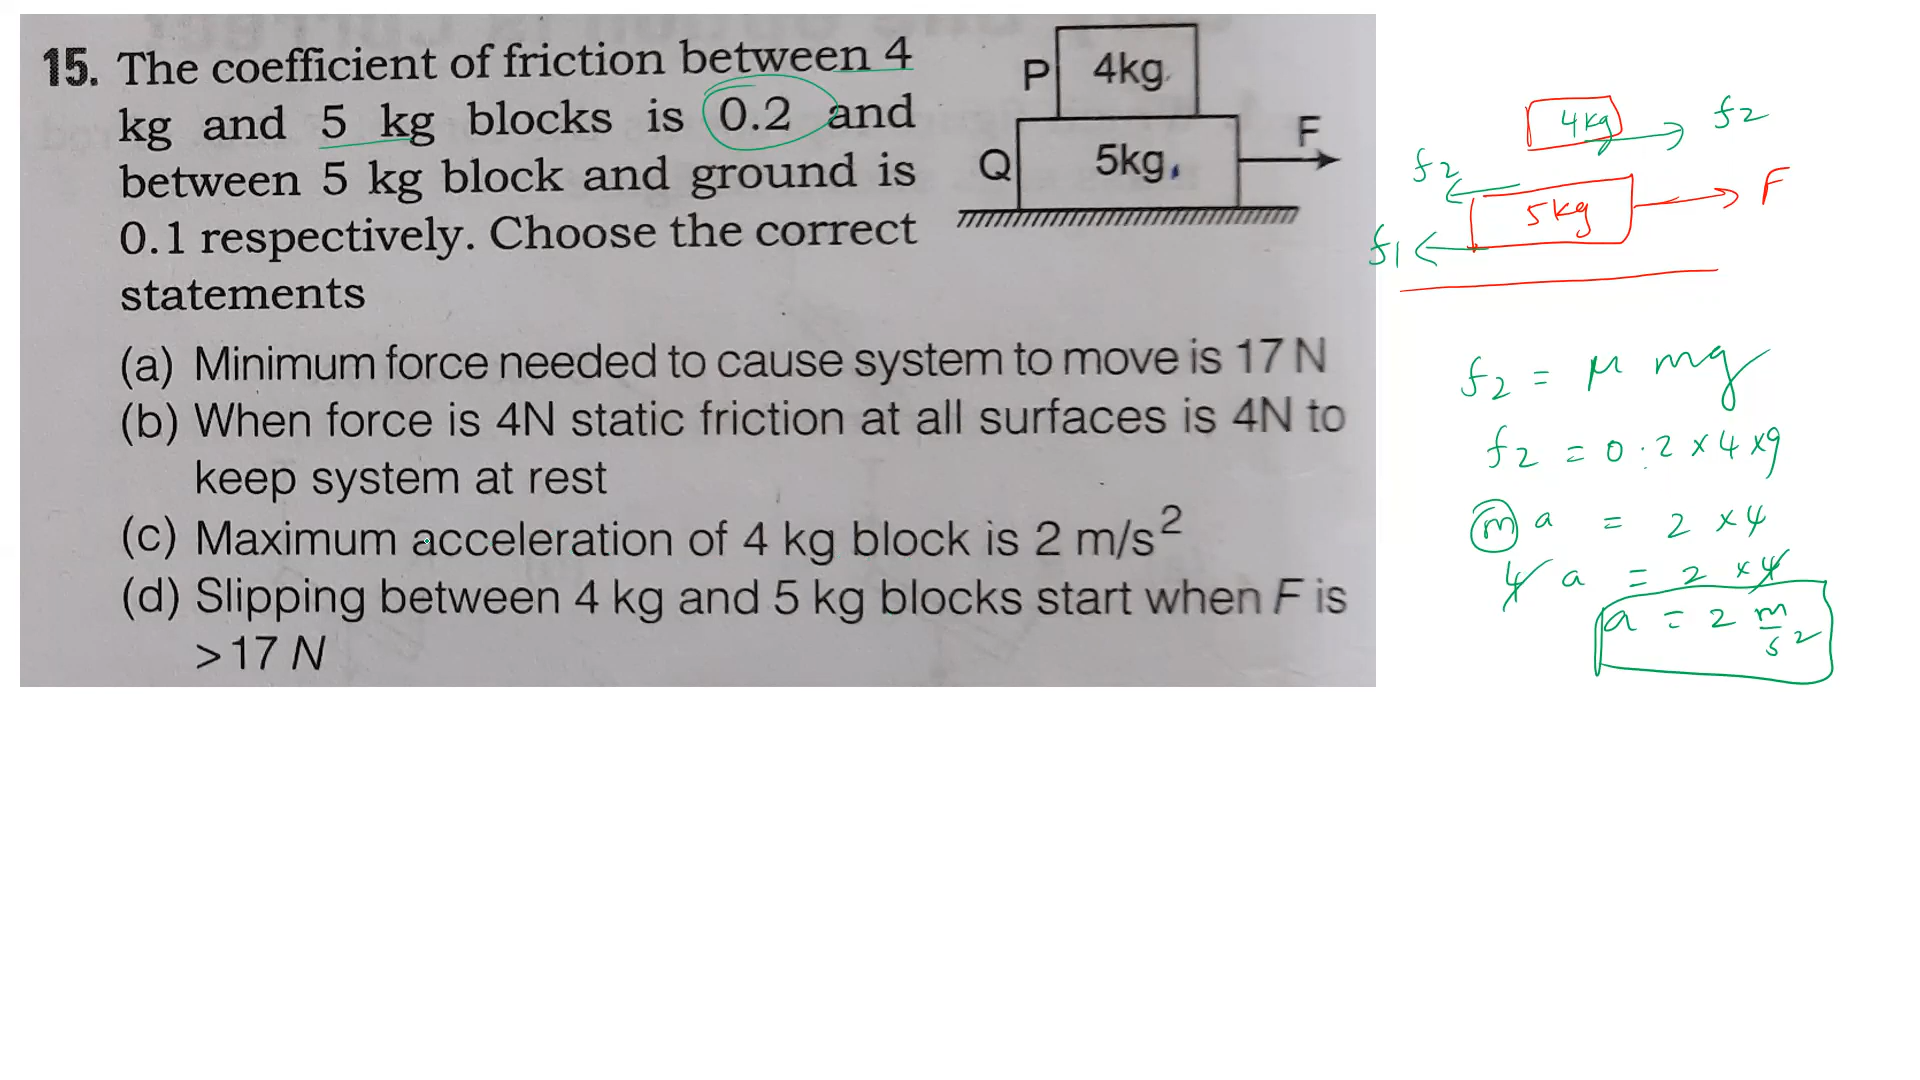 15. The coefficient of friction between 4
kg and 5 kg blocks is 0.2 and
between 5 kg block and ground is
0.1 respectively. Choose the correct
statements
P 4kg
Q 5kg
F
(a) Minimum force needed to cause system to move is 17 N
(b) When force is 4N static friction at all surfaces is 4N to
keep system at rest
(c) Maximum acceleration of 4 kg block is 2 m/s²
(d) Slipping between 4 kg and 5 kg blocks start when F is
>17 N
4kg f2
f2
5kg F
f1
f2 = μ mg
f2 = 0.2 × 4 × g
m a = 2 × 4
4 a = 2 × 4
a = 2 m/s²